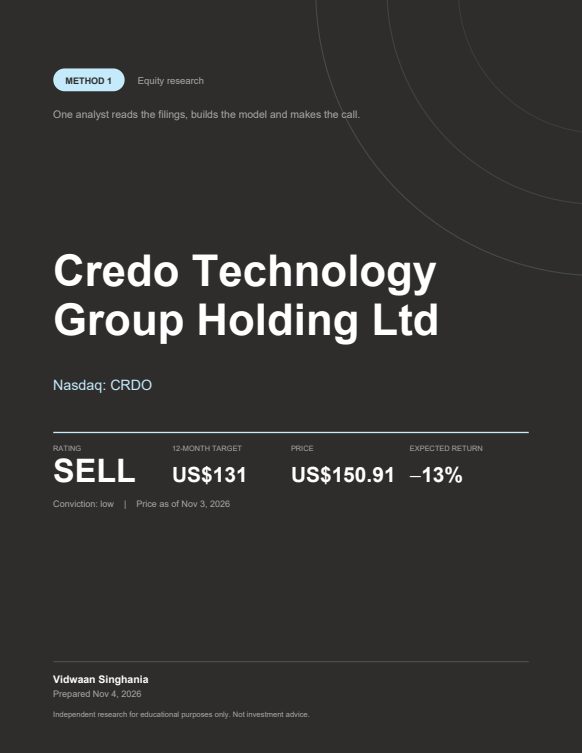 METHOD 1 Equity research
One analyst reads the filings, builds the model and makes the call.
Credo Technology
Group Holding Ltd
Nasdaq: CRDO
RATING 12-MONTH TARGET PRICE EXPECTED RETURN
SELL US$131 US$150.91 –13%
Conviction: low | Price as of Nov 3, 2026
Vidwaan Singhania
Prepared Nov 4, 2026
Independent research for educational purposes only. Not investment advice.